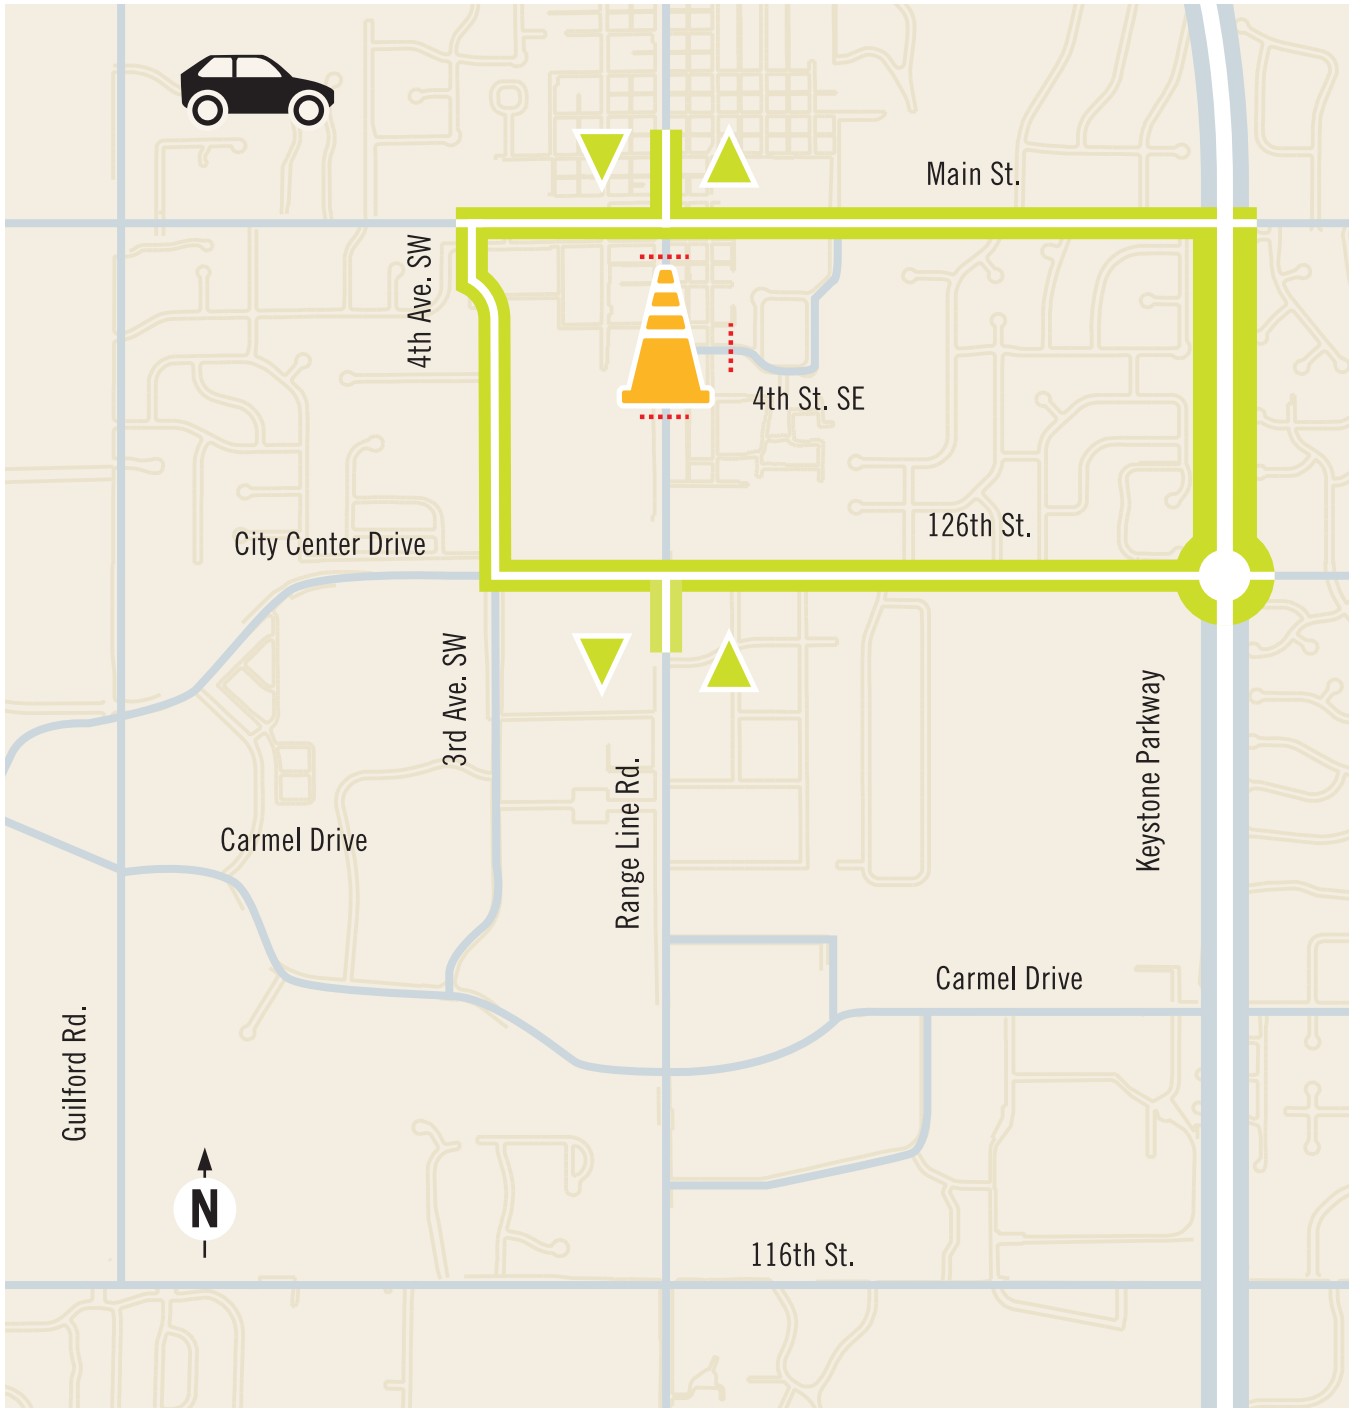 Main St.
4th Ave. SW
4th St. SE
126th St.
City Center Drive
3rd Ave. SW
Keystone Parkway
Range Line Rd.
Carmel Drive
Carmel Drive
Guilford Rd.
N
116th St.